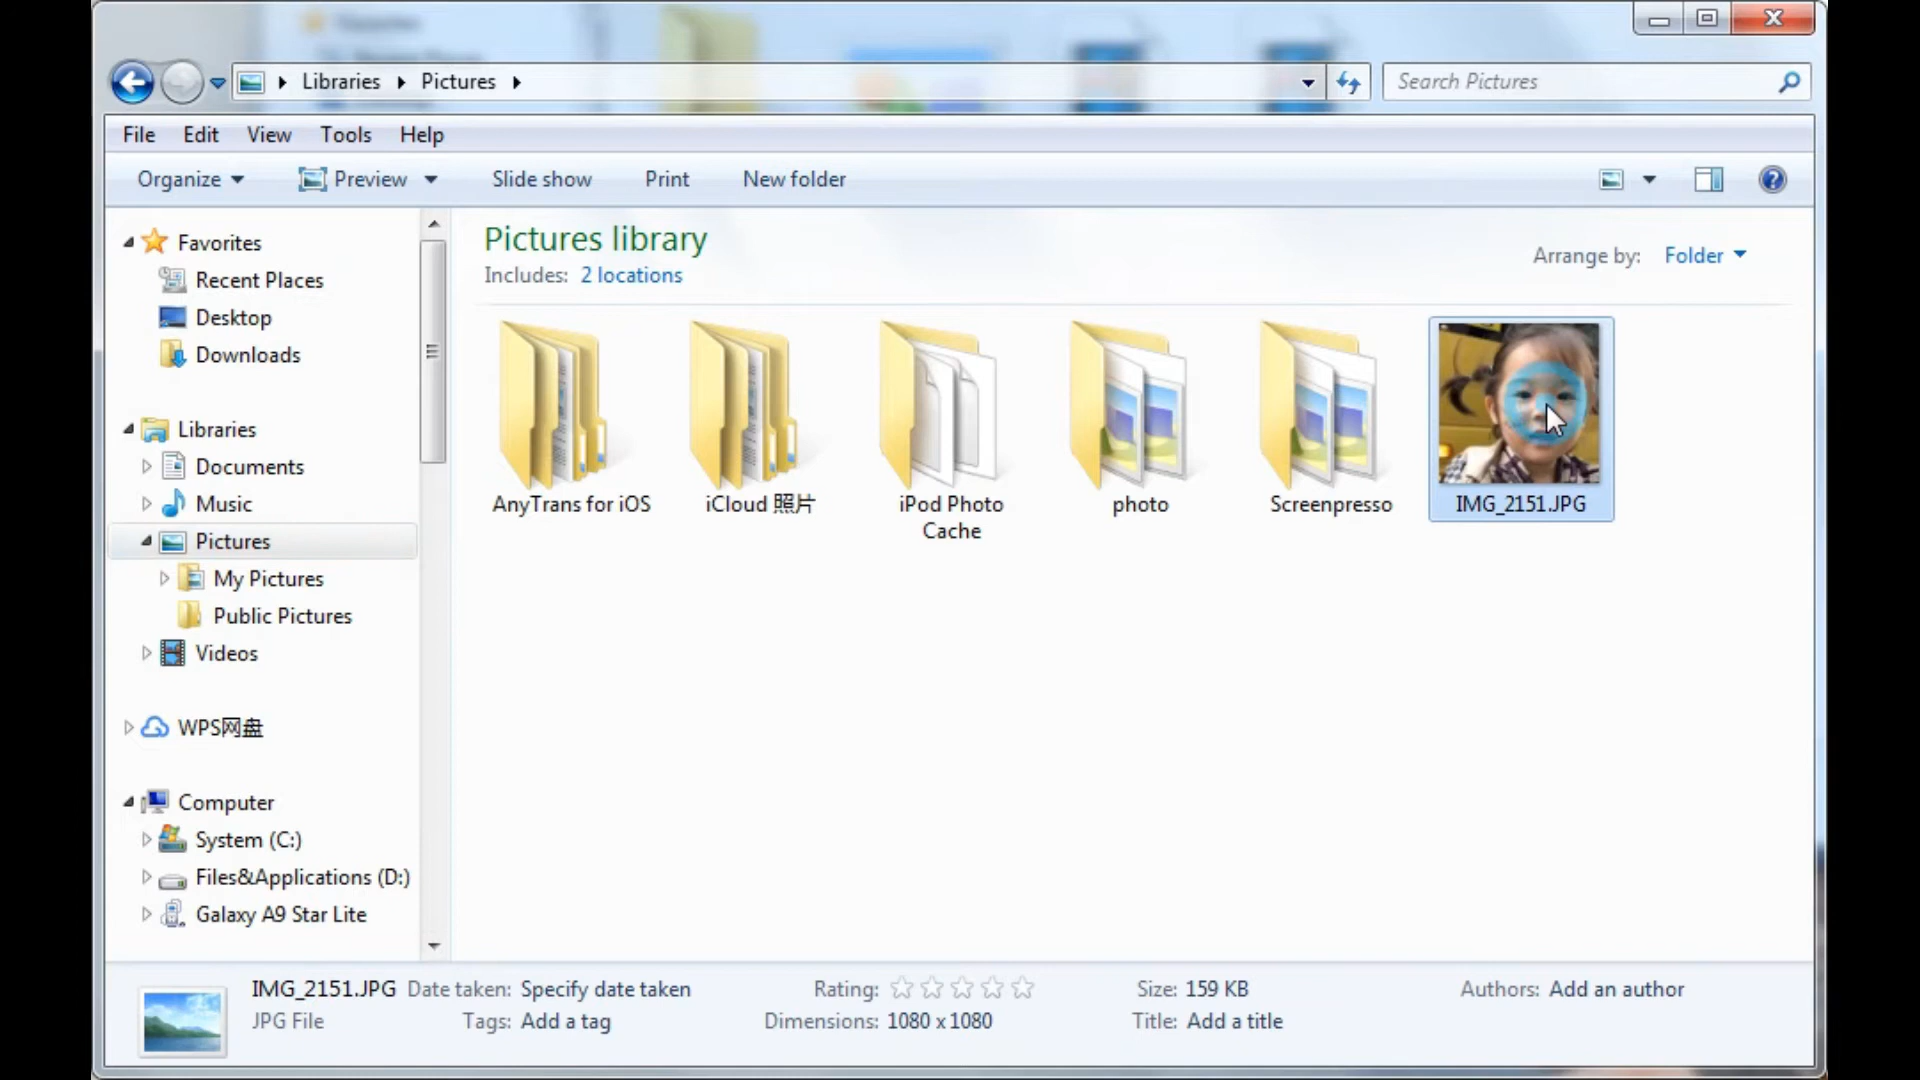 Libraries Pictures
Search Pictures
File Edit View Tools Help
Organize Preview Slide show Print New folder
Favorites
Recent Places
Desktop
Downloads
Libraries
Documents
Music
Pictures
My Pictures
Public Pictures
Videos
WPS网盘
Computer
System (C:)
Files&Applications (D:)
Galaxy A9 Star Lite
Pictures library
Includes: 2 locations
Arrange by: Folder
AnyTrans for iOS
iCloud 照片
iPod Photo
Cache
photo
Screenpresso
IMG_2151.JPG
IMG_2151.JPG Date taken: Specify date taken Rating: Size: 159 KB Authors: Add an author
JPG File Tags: Add a tag Dimensions: 1080 x 1080 Title: Add a title